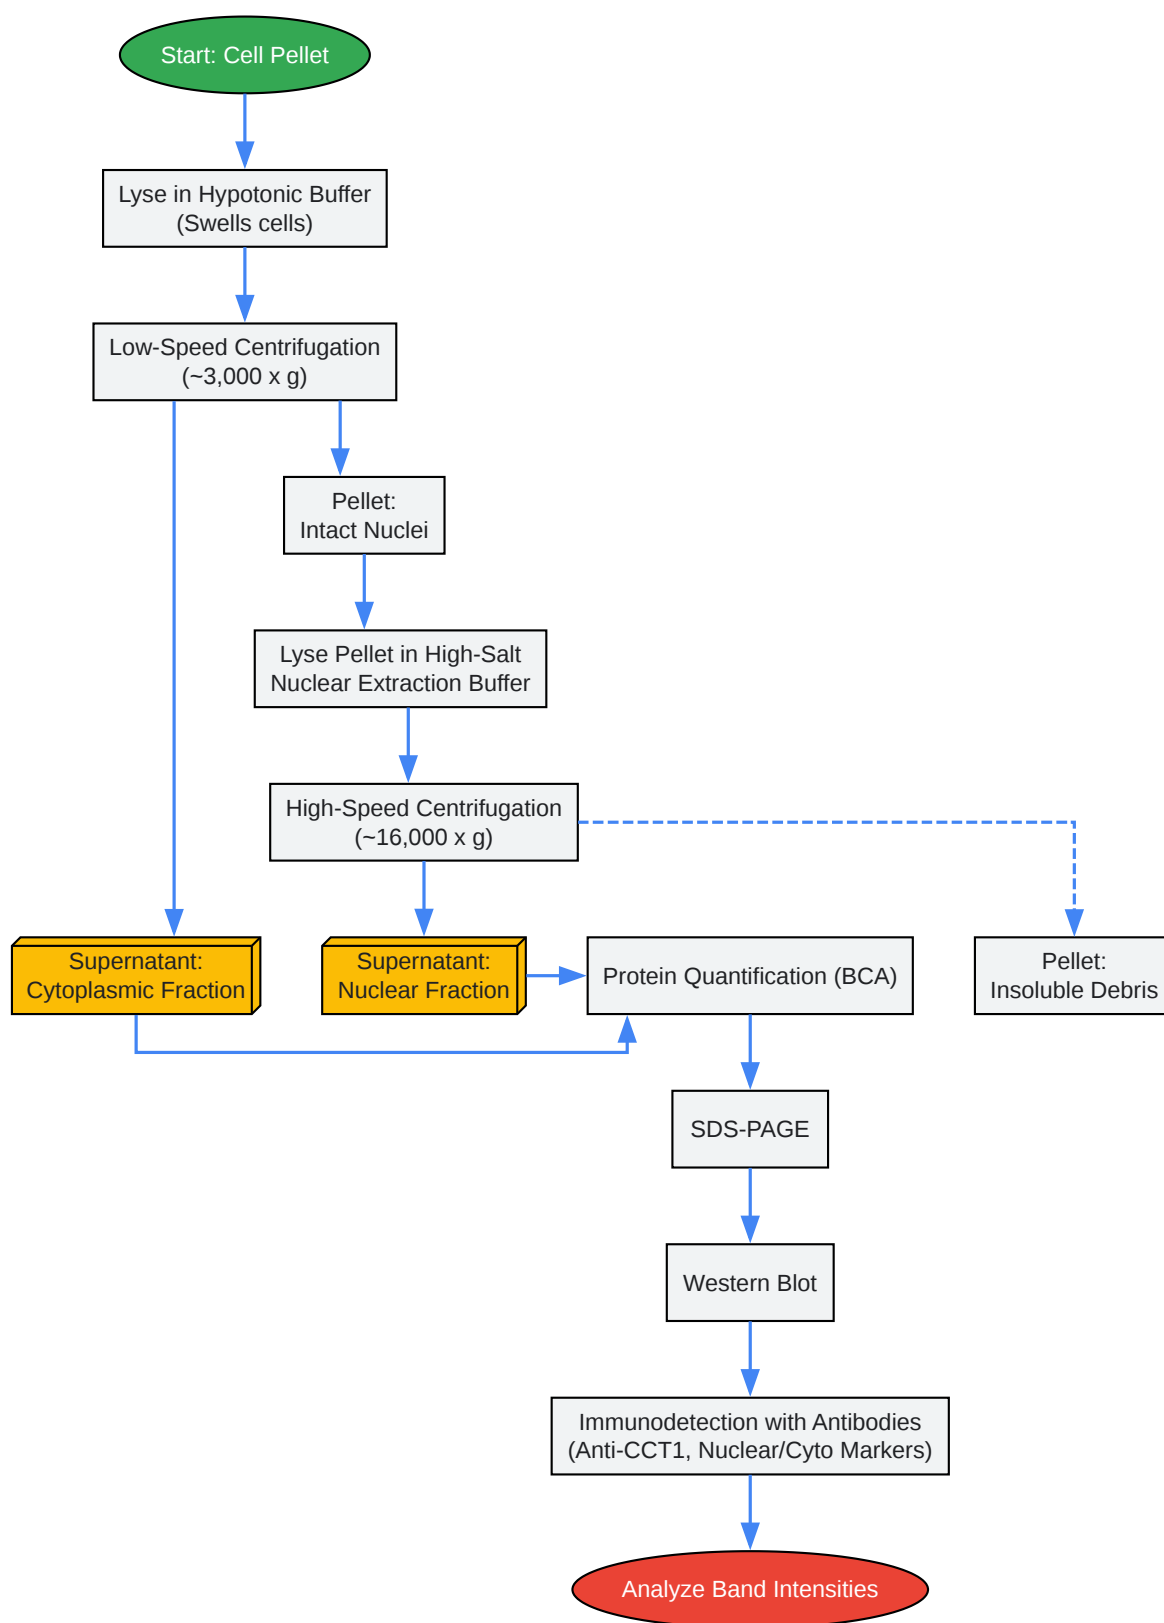 Start: Cell Pellet
Lyse in Hypotonic Buffer
(Swells cells)
Low-Speed Centrifugation
(~3,000 x g)
Pellet:
Intact Nuclei
Lyse Pellet in High-Salt
Nuclear Extraction Buffer
High-Speed Centrifugation
(~16,000 x g)
Supernatant:
Cytoplasmic Fraction
Supernatant:
Nuclear Fraction
Protein Quantification (BCA)
Pellet:
Insoluble Debris
SDS-PAGE
Western Blot
Immunodetection with Antibodies
(Anti-CCT1, Nuclear/Cyto Markers)
Analyze Band Intensities